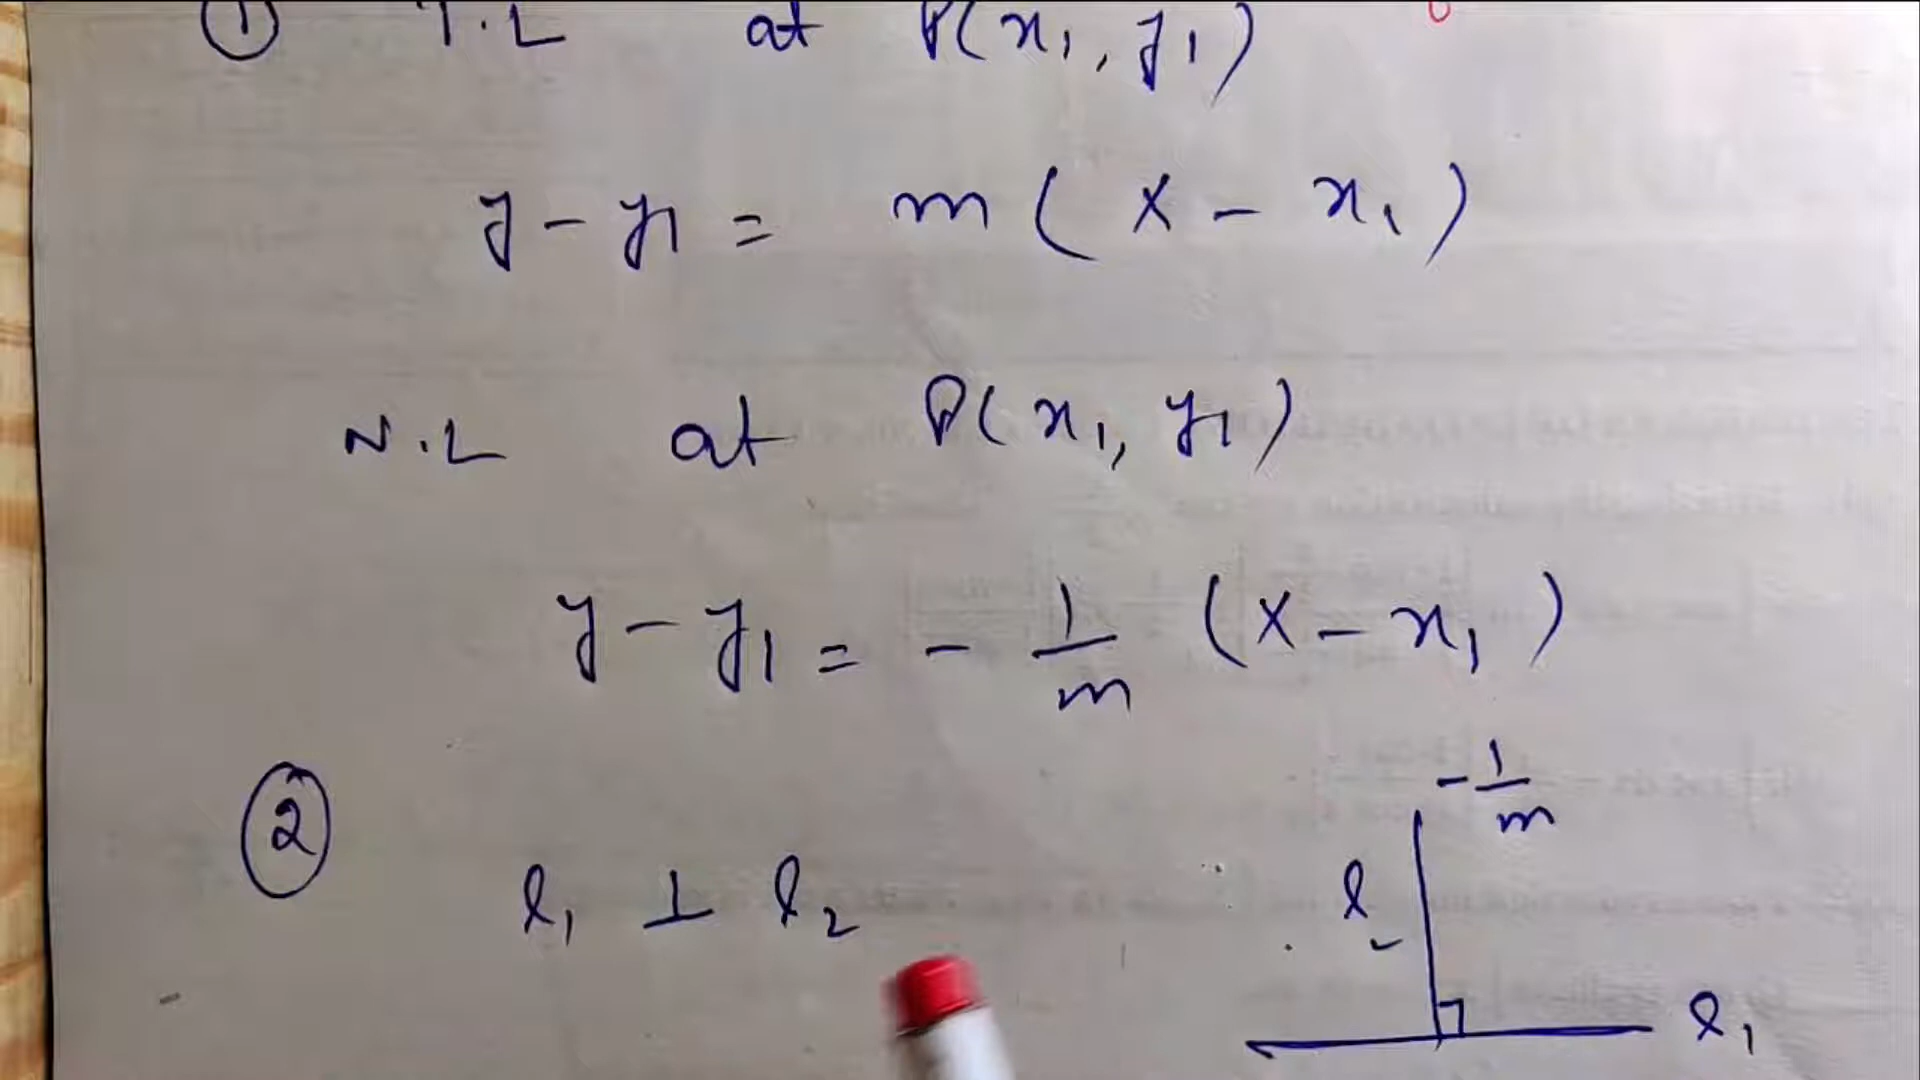 ① T.L at P(x₁, y₁)
y - y₁ = m (x - x₁)
N.L at P(x₁, y₁)
y - y₁ = - 1/m (x - x₁)
②
l₁ ⊥ l₂
- 1/m
l₂
l₁